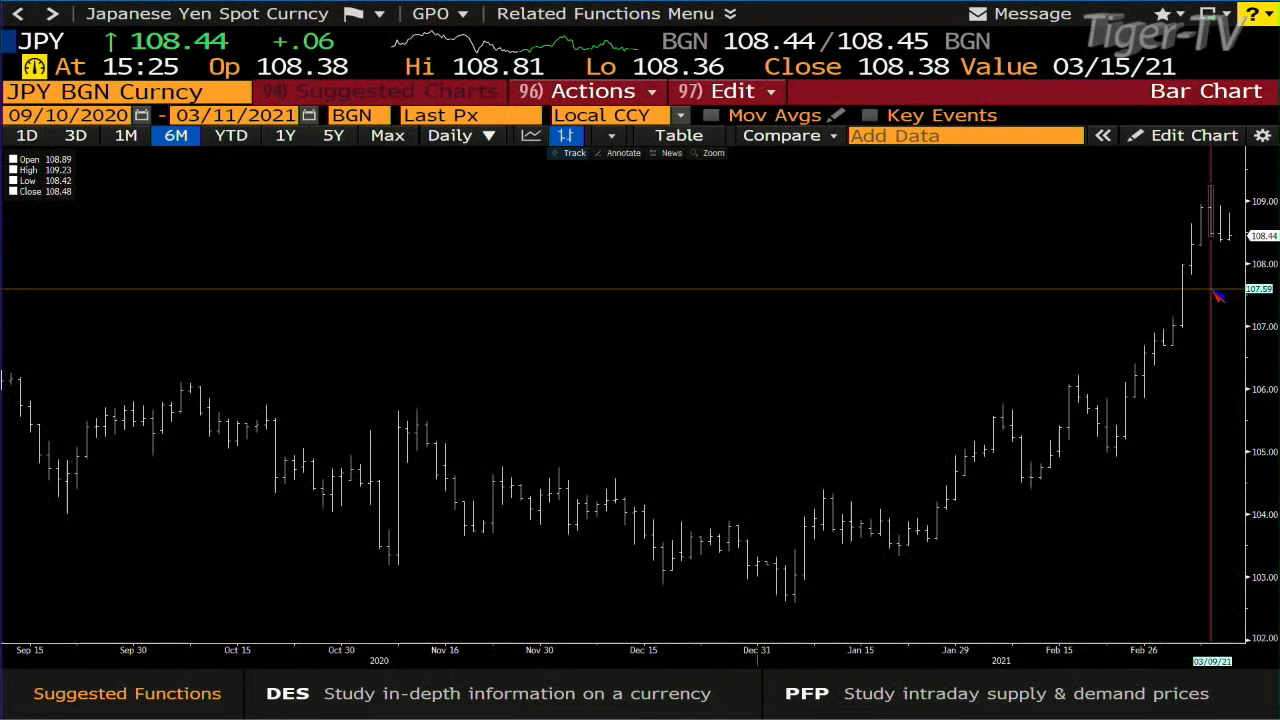 Japanese Yen Spot Curncy GPO Related Functions Menu Message ?
Tiger-TV
JPY ↑ 108.44 +.06 BGN 108.44/108.45 BGN
At 15:25 Op 108.38 Hi 108.81 Lo 108.36 Close 108.38 Value 03/15/21
JPY BGN Curncy 94) Suggested Charts 96) Actions 97) Edit Bar Chart
09/10/2020 - 03/11/2021 BGN Last Px Local CCY Mov Avgs Key Events
1D 3D 1M 6M YTD 1Y 5Y Max Daily ▼ Table Compare Add Data « Edit Chart
Track Annotate News Zoom
Open 108.89
High 109.23
Low 108.42
Close 108.48
109.00
108.44
108.00
107.59
107.00
106.00
105.00
104.00
103.00
102.00
Sep 15 Sep 30 Oct 15 Oct 30 Nov 16 Nov 30 Dec 15 Dec 31 Jan 15 Jan 29 Feb 15 Feb 26
2020 2021 03/09/21
Suggested Functions DES Study in-depth information on a currency PFP Study intraday supply & demand prices